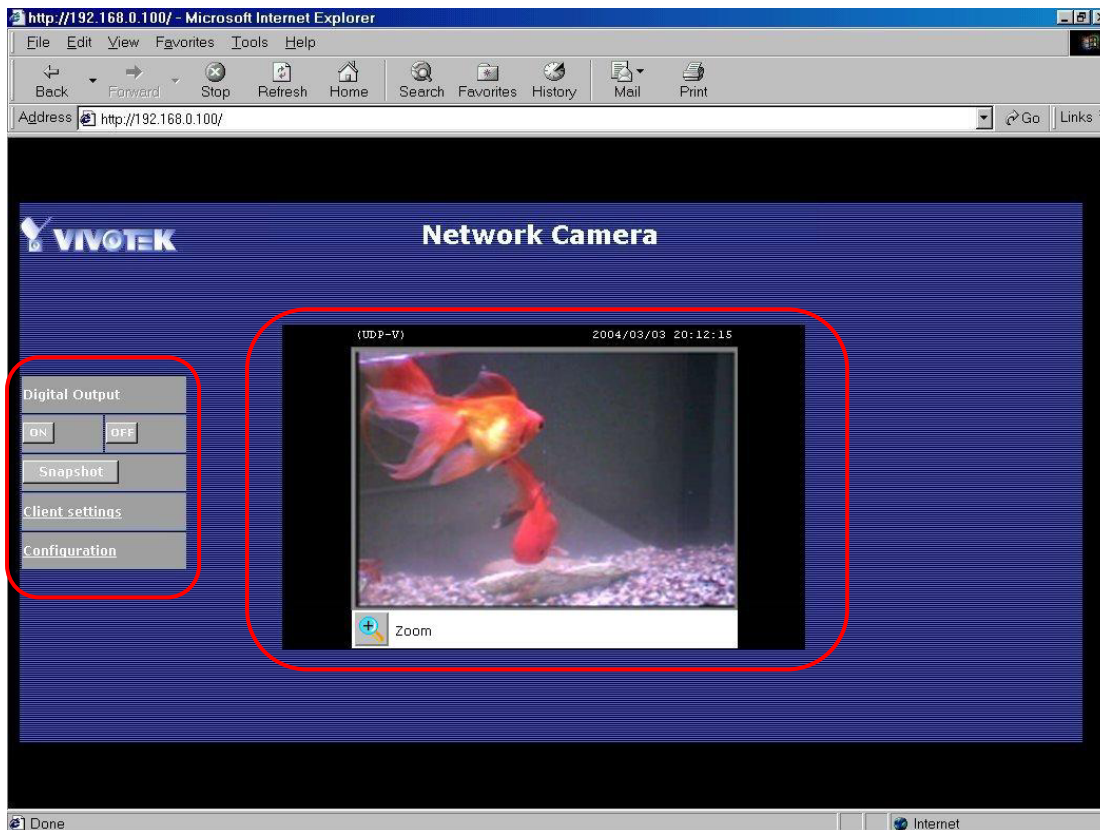 http://192.168.0.100/ - Microsoft Internet Explorer
File Edit View Favorites Tools Help
Back Forward Stop Refresh Home Search Favorites History Mail Print
Address http://192.168.0.100/ Go Links
VIVOTEK
Network Camera
(UDP-V) 2004/03/03 20:12:15
Digital Output
ON OFF
Snapshot
Client settings
Configuration
Zoom
Done Internet